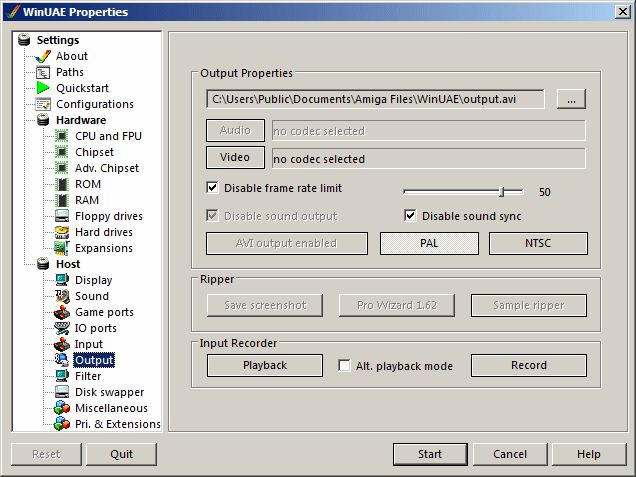 WinUAE Properties
Settings
About
Paths
Quickstart
Configurations
Hardware
CPU and FPU
Chipset
Adv. Chipset
ROM
RAM
Floppy drives
Hard drives
Expansions
Host
Display
Sound
Game ports
IO ports
Input
Output
Filter
Disk swapper
Miscellaneous
Pri. & Extensions
Output Properties
C:\Users\Public\Documents\Amiga Files\WinUAE\output.avi ...
Audio no codec selected
Video no codec selected
Disable frame rate limit 50
Disable sound output Disable sound sync
AVI output enabled PAL NTSC
Ripper
Save screenshot Pro Wizard 1.62 Sample ripper
Input Recorder
Playback Alt. playback mode Record
Reset Quit Start Cancel Help